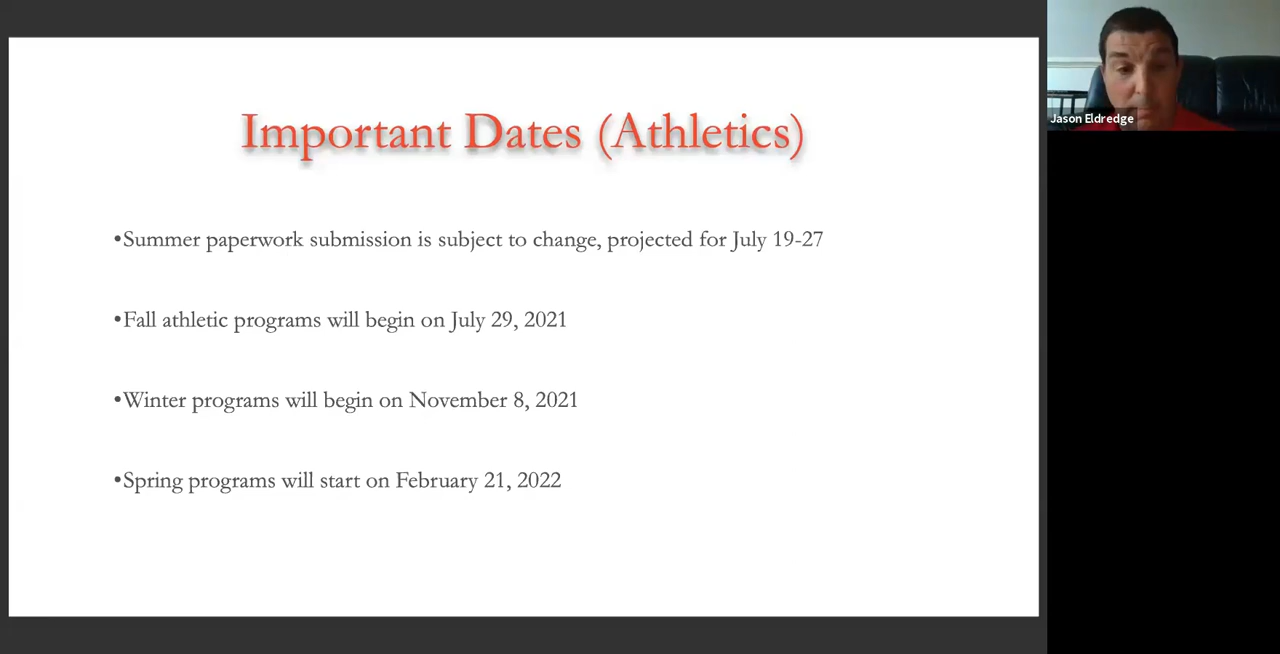 Important Dates (Athletics)
•Summer paperwork submission is subject to change, projected for July 19-27
•Fall athletic programs will begin on July 29, 2021
•Winter programs will begin on November 8, 2021
•Spring programs will start on February 21, 2022
Jason Eldredge